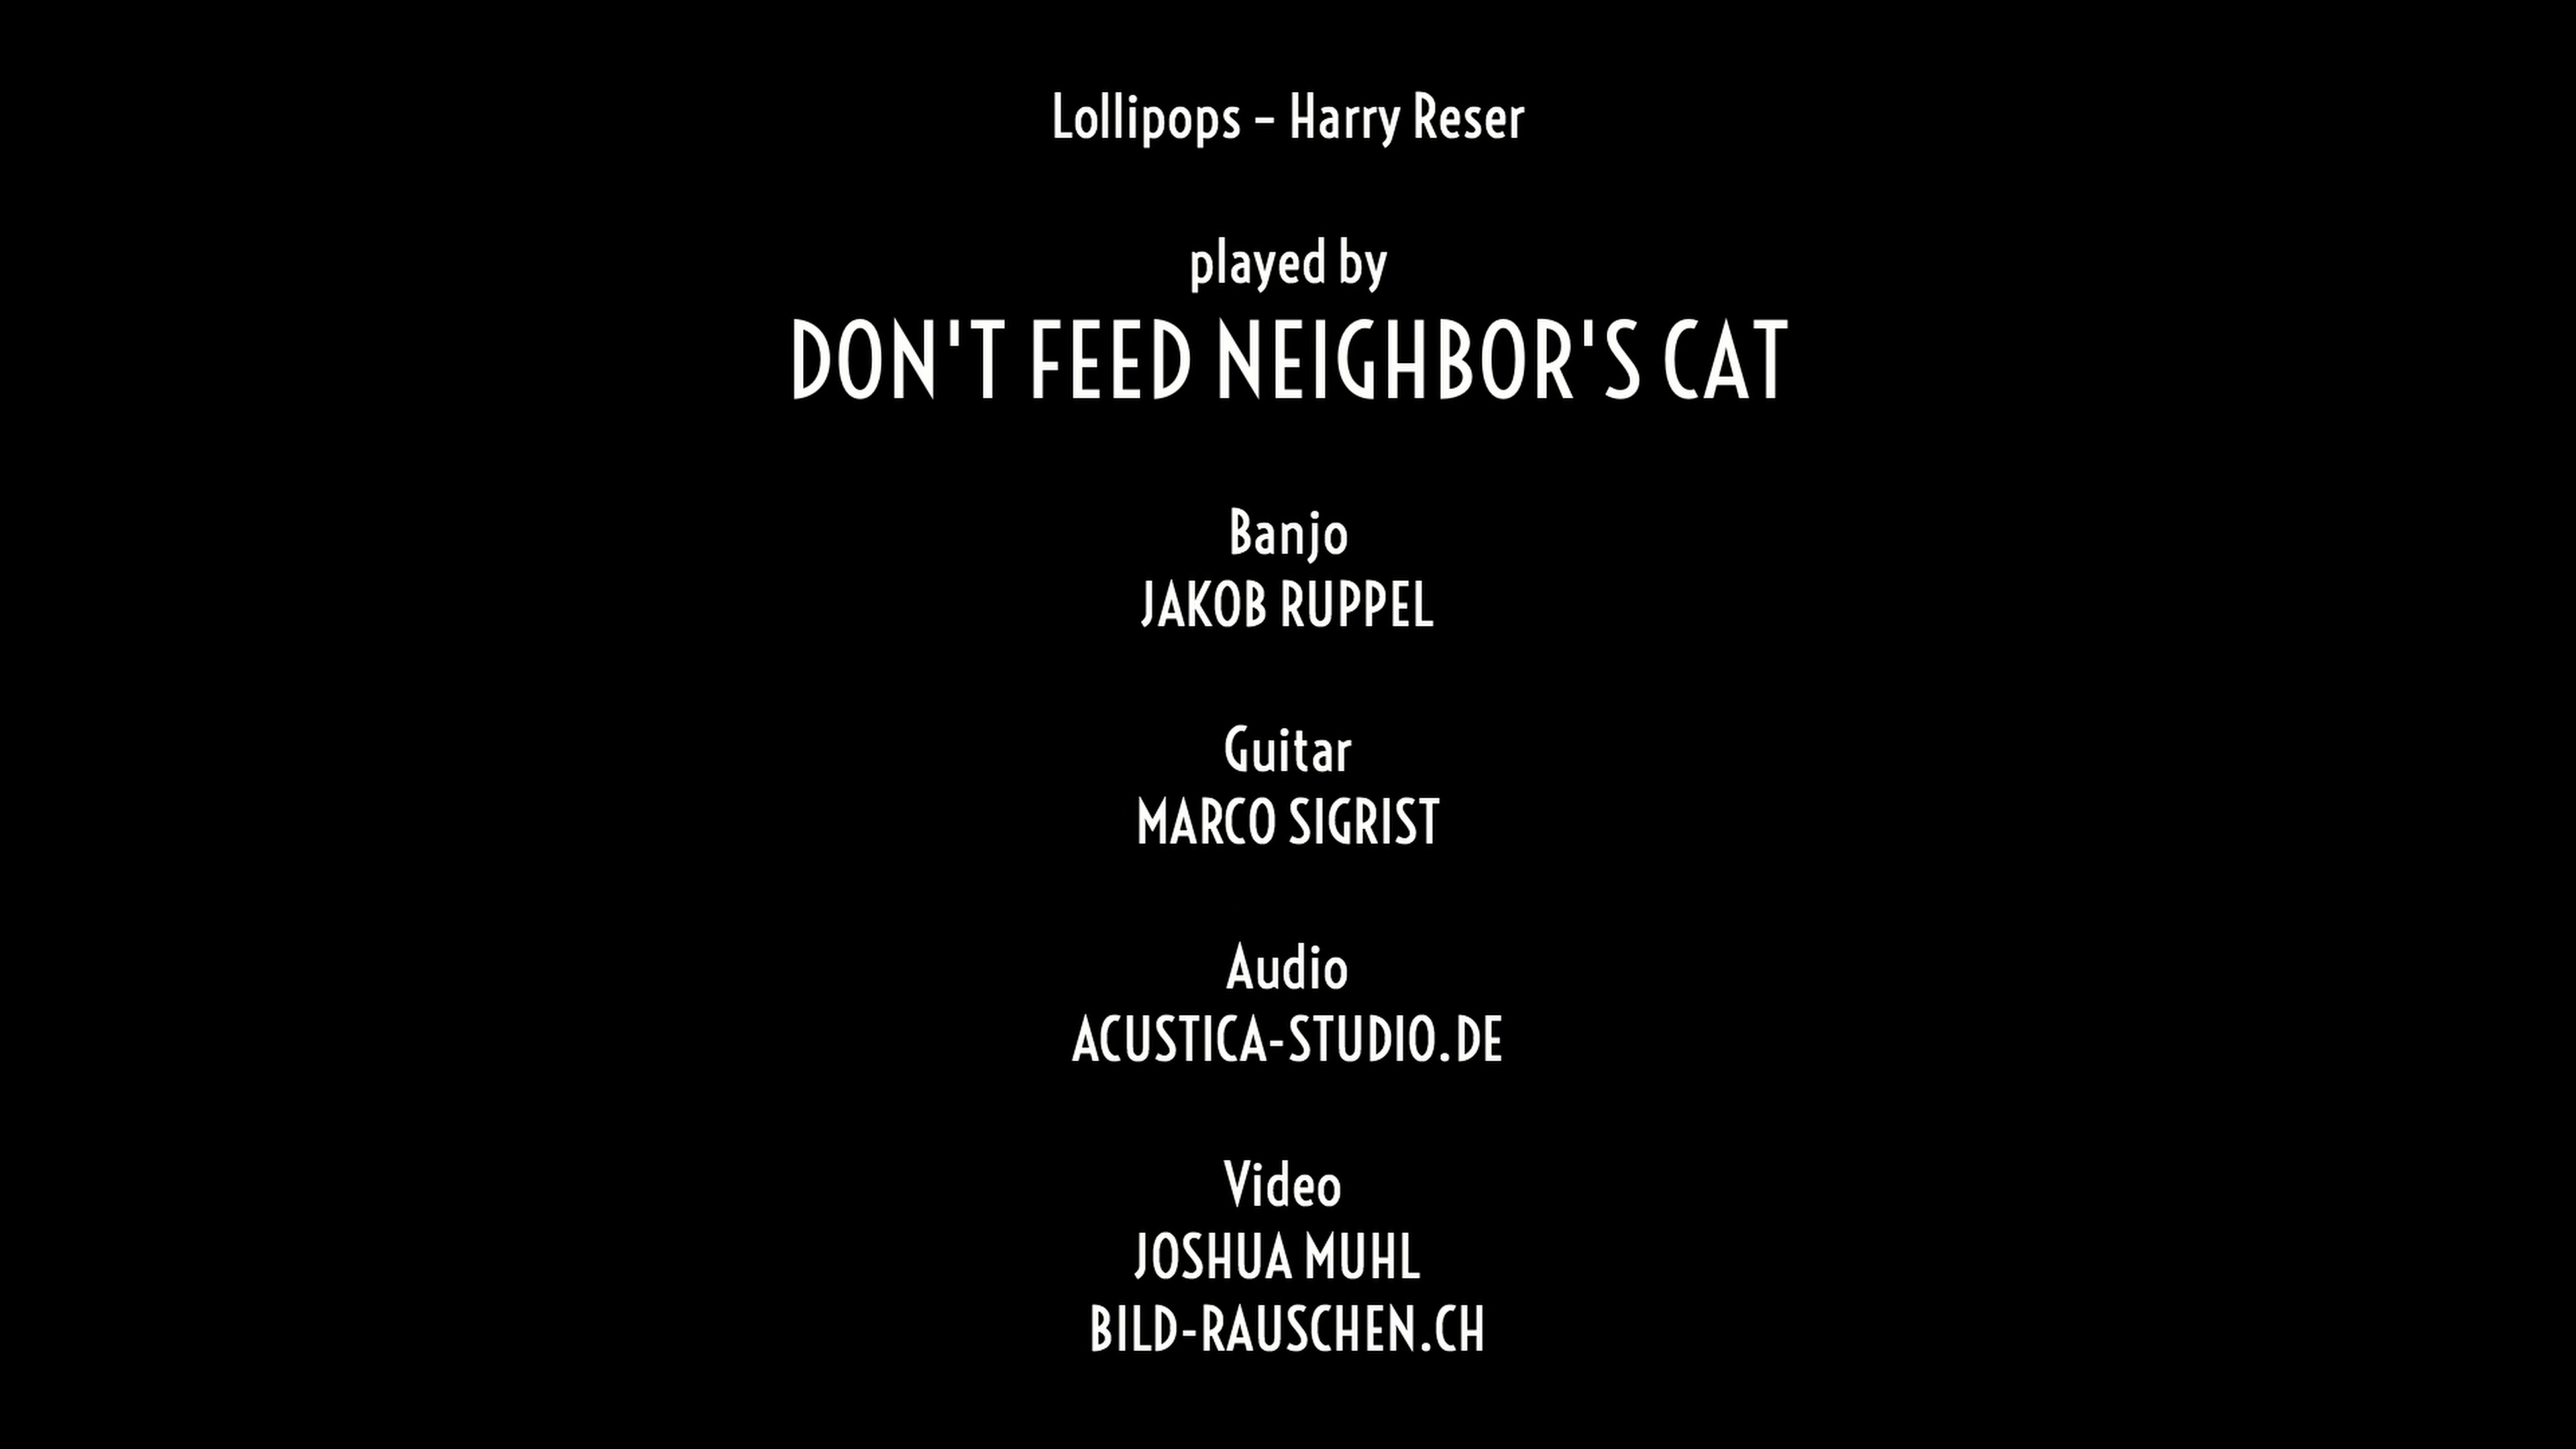 Lollipops – Harry Reser
played by
DON'T FEED NEIGHBOR'S CAT
Banjo
JAKOB RUPPEL
Guitar
MARCO SIGRIST
Audio
ACUSTICA-STUDIO.DE
Video
JOSHUA MUHL
BILD-RAUSCHEN.CH